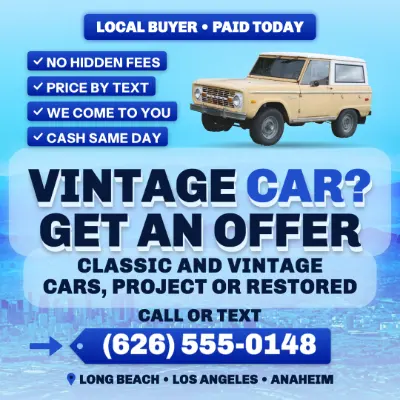 LOCAL BUYER • PAID TODAY
NO HIDDEN FEES
PRICE BY TEXT
WE COME TO YOU
CASH SAME DAY
VINTAGE CAR?
GET AN OFFER
CLASSIC AND VINTAGE
CARS, PROJECT OR RESTORED
CALL OR TEXT
(626) 555-0148
LONG BEACH • LOS ANGELES • ANAHEIM